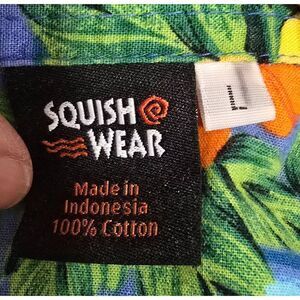 SQUISH
WEAR
Made in
Indonesia
100% Cotton